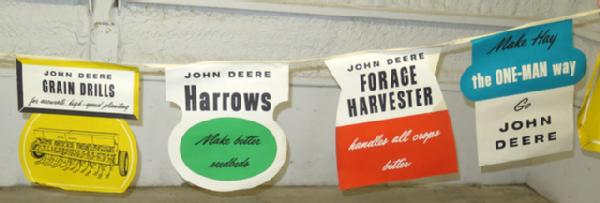 JOHN DEERE
GRAIN DRILLS
for accurate, high-speed planting
JOHN DEERE
Harrows
Make better
seedbeds
JOHN DEERE
FORAGE
HARVESTER
handles all crops
better
Make Hay
the ONE-MAN way
Go
JOHN
DEERE